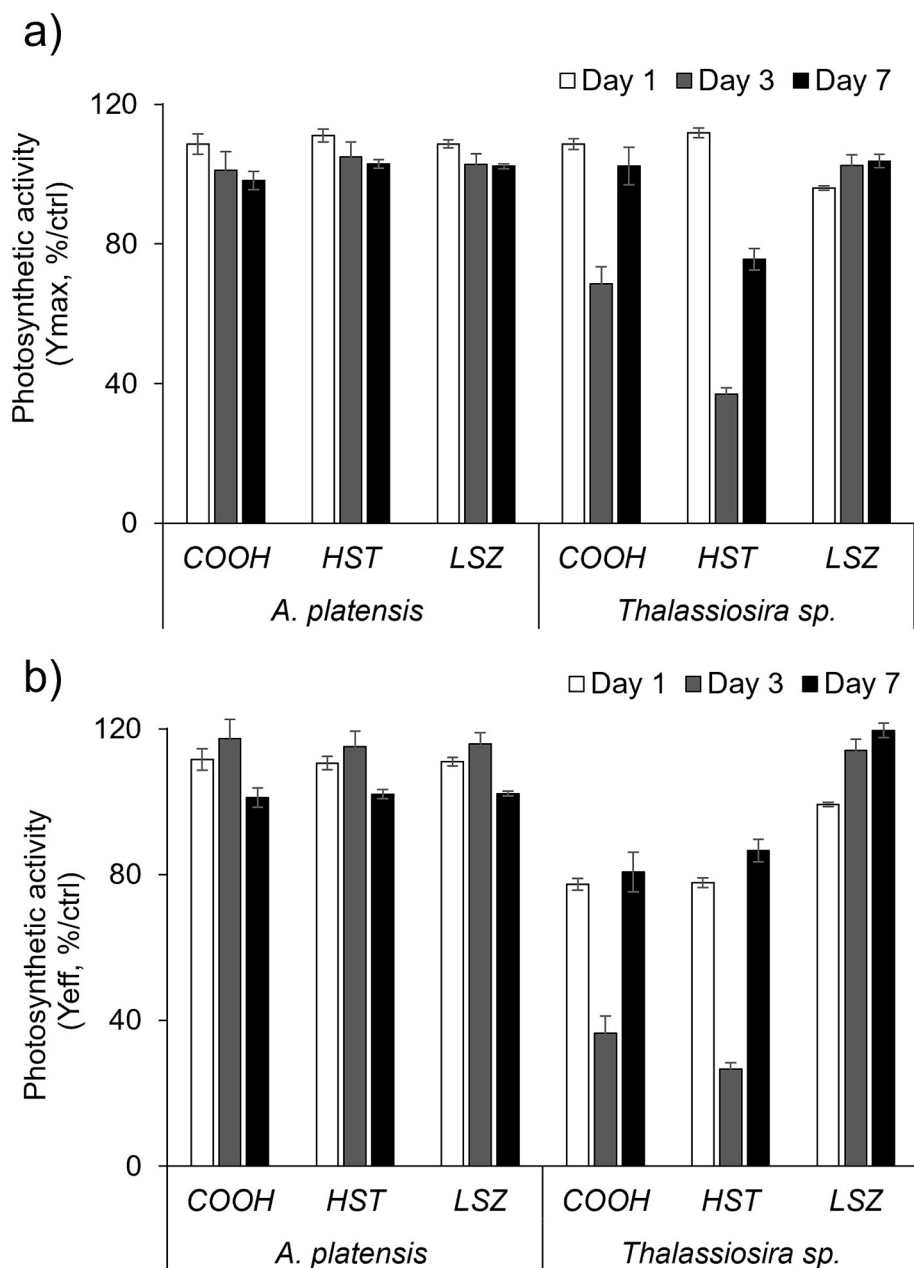 a)
Day 1 Day 3 Day 7
Photosynthetic activity
(Ymax, %/ctrl)
120
80
40
0
COOH HST LSZ COOH HST LSZ
A. platensis Thalassiosira sp.
b)
Day 1 Day 3 Day 7
Photosynthetic activity
(Yeff, %/ctrl)
120
80
40
0
COOH HST LSZ COOH HST LSZ
A. platensis Thalassiosira sp.